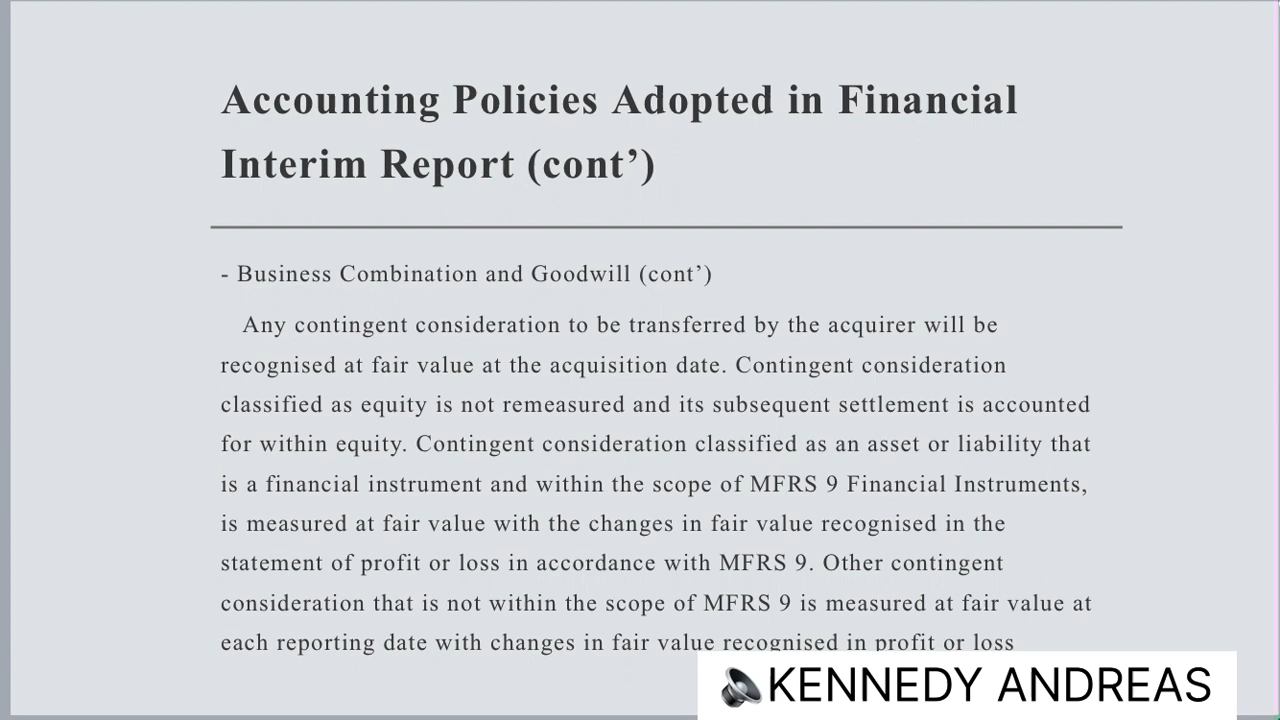 Accounting Policies Adopted in Financial
Interim Report (cont’)
- Business Combination and Goodwill (cont’)
Any contingent consideration to be transferred by the acquirer will be
recognised at fair value at the acquisition date. Contingent consideration
classified as equity is not remeasured and its subsequent settlement is accounted
for within equity. Contingent consideration classified as an asset or liability that
is a financial instrument and within the scope of MFRS 9 Financial Instruments,
is measured at fair value with the changes in fair value recognised in the
statement of profit or loss in accordance with MFRS 9. Other contingent
consideration that is not within the scope of MFRS 9 is measured at fair value at
each reporting date with changes in fair value recognised in profit or loss
KENNEDY ANDREAS